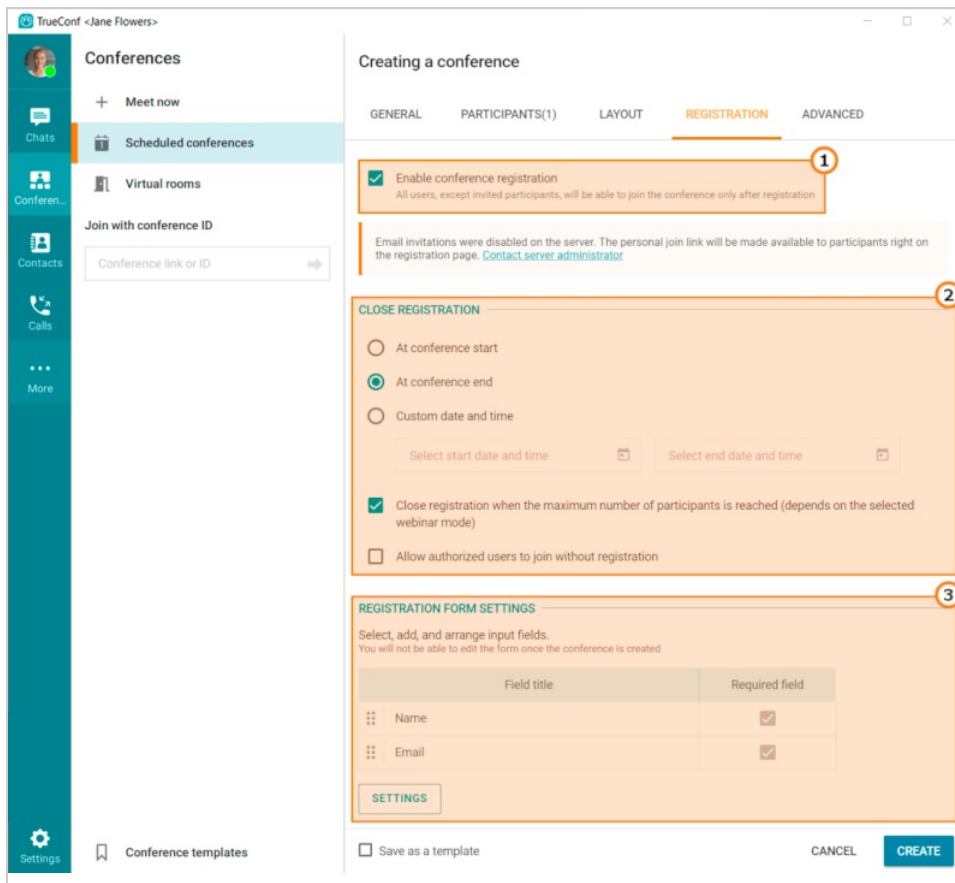 TrueConf <Jane Flowers>
Conferences
Meet now
Scheduled conferences
Virtual rooms
Join with conference ID
Conference link or ID
Chats
Conferen...
Contacts
Calls
More
Settings
Conference templates
Creating a conference
GENERAL PARTICIPANTS(1) LAYOUT REGISTRATION ADVANCED
1
Enable conference registration
All users, except invited participants, will be able to join the conference only after registration
Email invitations were disabled on the server. The personal join link will be made available to participants right on
the registration page. Contact server administrator
2
CLOSE REGISTRATION
At conference start
At conference end
Custom date and time
Select start date and time Select end date and time
Close registration when the maximum number of participants is reached (depends on the selected
webinar mode)
Allow authorized users to join without registration
3
REGISTRATION FORM SETTINGS
Select, add, and arrange input fields.
You will not be able to edit the form once the conference is created
Field title Required field
Name
Email
SETTINGS
Save as a template CANCEL CREATE